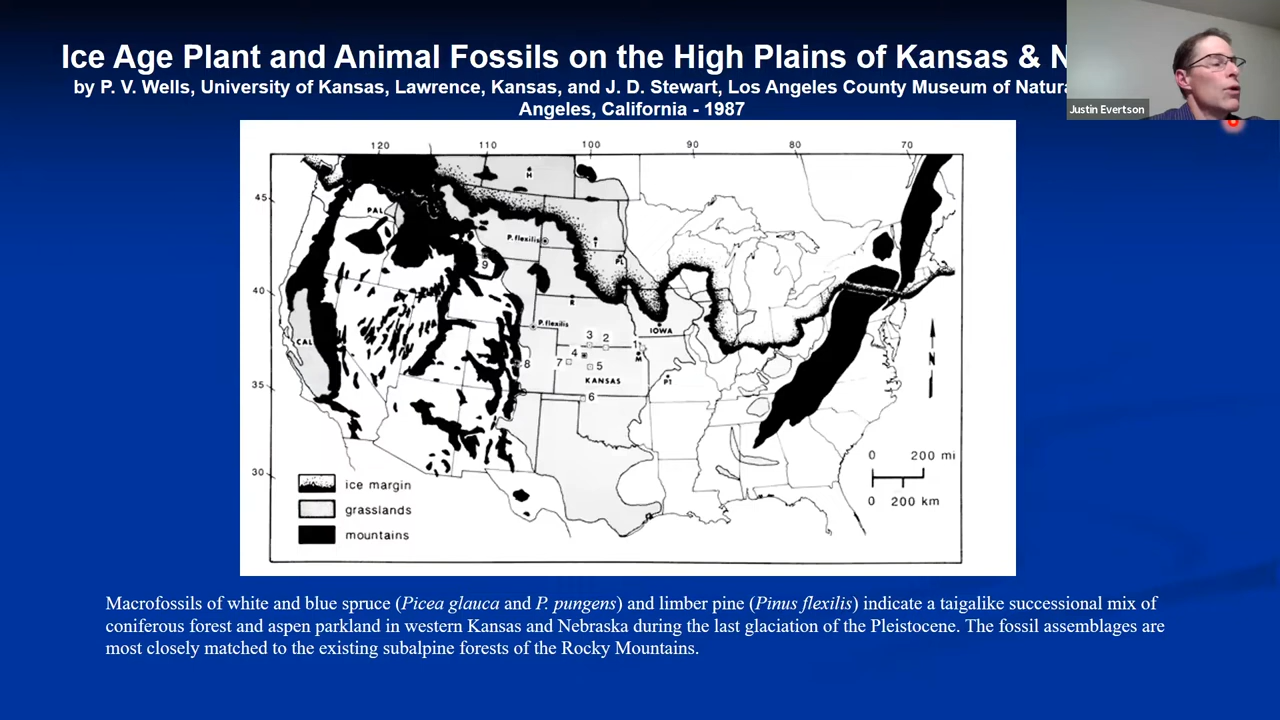 Ice Age Plant and Animal Fossils on the High Plains of Kansas & N
by P. V. Wells, University of Kansas, Lawrence, Kansas, and J. D. Stewart, Los Angeles County Museum of Natura
Angeles, California - 1987
Justin Evertson
120 110 100 90 80 70
H
45
PAL
P. flexilis
T
PL
9
40
R
P. flexilis
IOWA
3 2 1
CAL
4
M
7 5 8
KANSAS
P1
N
35
6
0 200 mi
30
0 200 km
ice margin
grasslands
mountains
Macrofossils of white and blue spruce (Picea glauca and P. pungens) and limber pine (Pinus flexilis) indicate a taigalike successional mix of
coniferous forest and aspen parkland in western Kansas and Nebraska during the last glaciation of the Pleistocene. The fossil assemblages are
most closely matched to the existing subalpine forests of the Rocky Mountains.